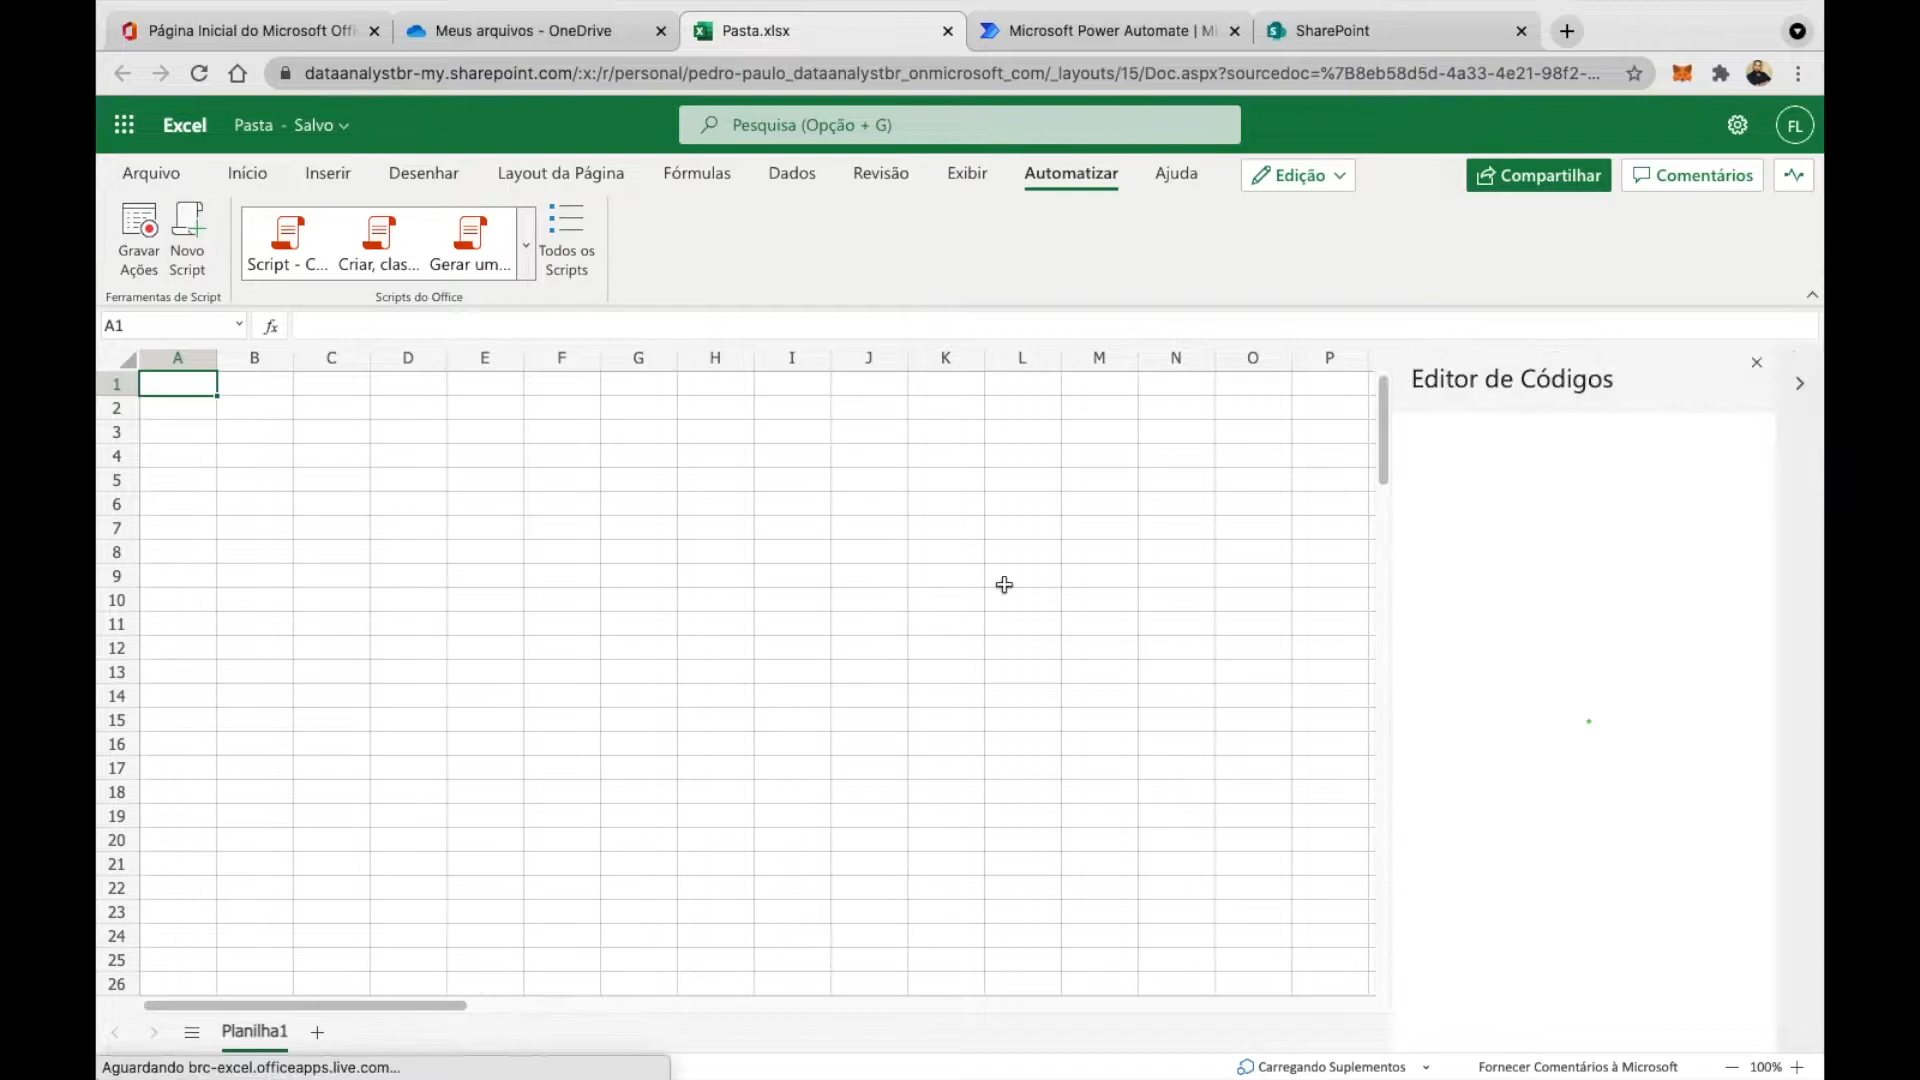 Página Inicial do Microsoft Offi
Meus arquivos - OneDrive
Pasta.xlsx
Microsoft Power Automate | Mi
SharePoint
dataanalystbr-my.sharepoint.com/:x:/r/personal/pedro-paulo_dataanalystbr_onmicrosoft_com/_layouts/15/Doc.aspx?sourcedoc=%7B8eb58d5d-4a33-4e21-98f2-...
Excel
Pasta - Salvo
Pesquisa (Opção + G)
FL
Arquivo
Início
Inserir
Desenhar
Layout da Página
Fórmulas
Dados
Revisão
Exibir
Automatizar
Ajuda
Edição
Compartilhar
Comentários
Gravar
Ações
Novo
Script
Script - C...
Criar, clas...
Gerar um...
Todos os
Scripts
Ferramentas de Script
Scripts do Office
A1
fx
A B C D E F G H I J K L M N O P
Editor de Códigos
1
2
3
4
5
6
7
8
9
10
11
12
13
14
15
16
17
18
19
20
21
22
23
24
25
26
Planilha1
Aguardando brc-excel.officeapps.live.com...
Carregando Suplementos
Fornecer Comentários à Microsoft
100%